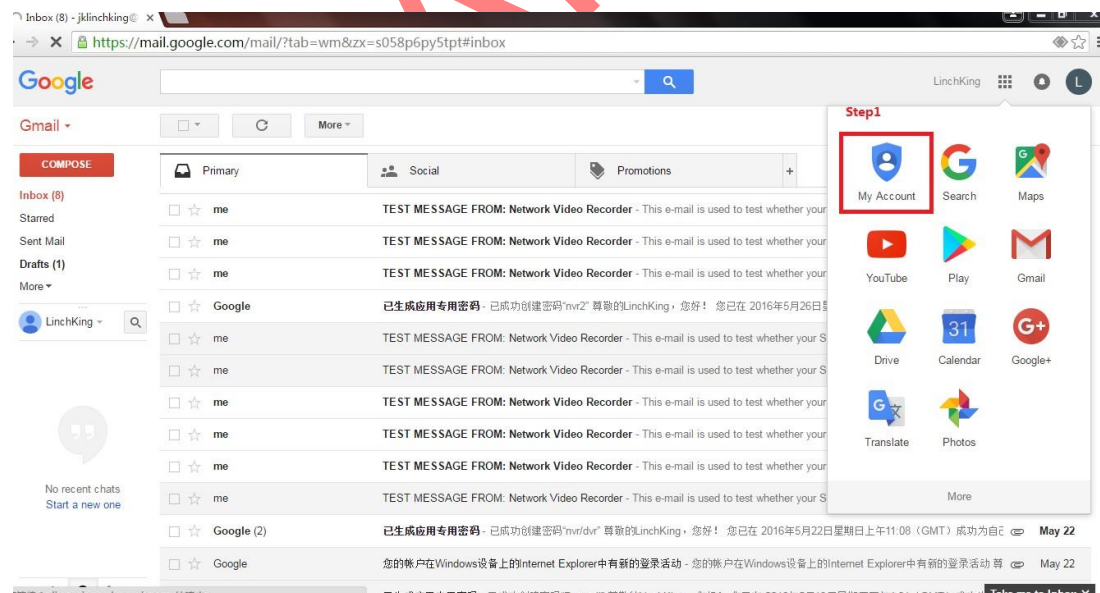 Inbox (8) - jklinchking@ ×
https://mail.google.com/mail/?tab=wm&zx=s058p6py5tpt#inbox
Google
LinchKing
L
Gmail
More
Step1
COMPOSE
Primary
Social
Promotions
+
My Account
Search
Maps
Inbox (8)
Starred
Sent Mail
Drafts (1)
More
LinchKing
me TEST MESSAGE FROM: Network Video Recorder - This e-mail is used to test whether your
me TEST MESSAGE FROM: Network Video Recorder - This e-mail is used to test whether your
me TEST MESSAGE FROM: Network Video Recorder - This e-mail is used to test whether your
YouTube
Play
Gmail
Google 已生成应用专用密码 - 已成功创建密码“nvr2” 尊敬的LinchKing，您好！ 您已在 2016年5月26日星
me TEST MESSAGE FROM: Network Video Recorder - This e-mail is used to test whether your S
31
G+
Drive
Calendar
Google+
me TEST MESSAGE FROM: Network Video Recorder - This e-mail is used to test whether your S
me TEST MESSAGE FROM: Network Video Recorder - This e-mail is used to test whether your
me TEST MESSAGE FROM: Network Video Recorder - This e-mail is used to test whether your
Translate
Photos
me TEST MESSAGE FROM: Network Video Recorder - This e-mail is used to test whether your
No recent chats
Start a new one
me TEST MESSAGE FROM: Network Video Recorder - This e-mail is used to test whether your S
More
Google (2) 已生成应用专用密码 - 已成功创建密码“nvr/dvr” 尊敬的LinchKing，您好！ 您已在 2016年5月22日星期日上午11:08（GMT）成功为自己 May 22
Google 您的帐户在Windows设备上的Internet Explorer中有新的登录活动 - 您的帐户在Windows设备上的Internet Explorer中有新的登录活动 尊 May 22